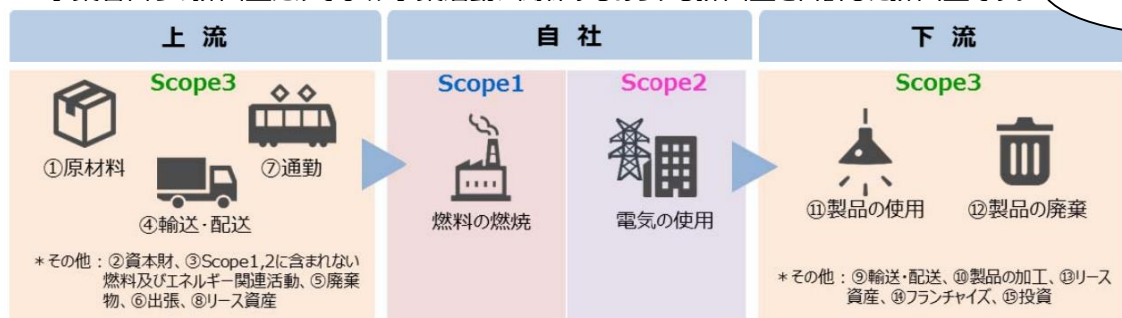 上 流
自 社
下 流
Scope3
①原材料
⑦通勤
④輸送・配送
＊その他：②資本財、③Scope1,2に含まれない
燃料及びエネルギー関連活動、⑤廃棄
物、⑥出張、⑧リース資産
Scope1
燃料の燃焼
Scope2
電気の使用
Scope3
⑪製品の使用
⑫製品の廃棄
＊その他：⑨輸送・配送、⑩製品の加工、⑬リース
資産、⑭フランチャイズ、⑮投資